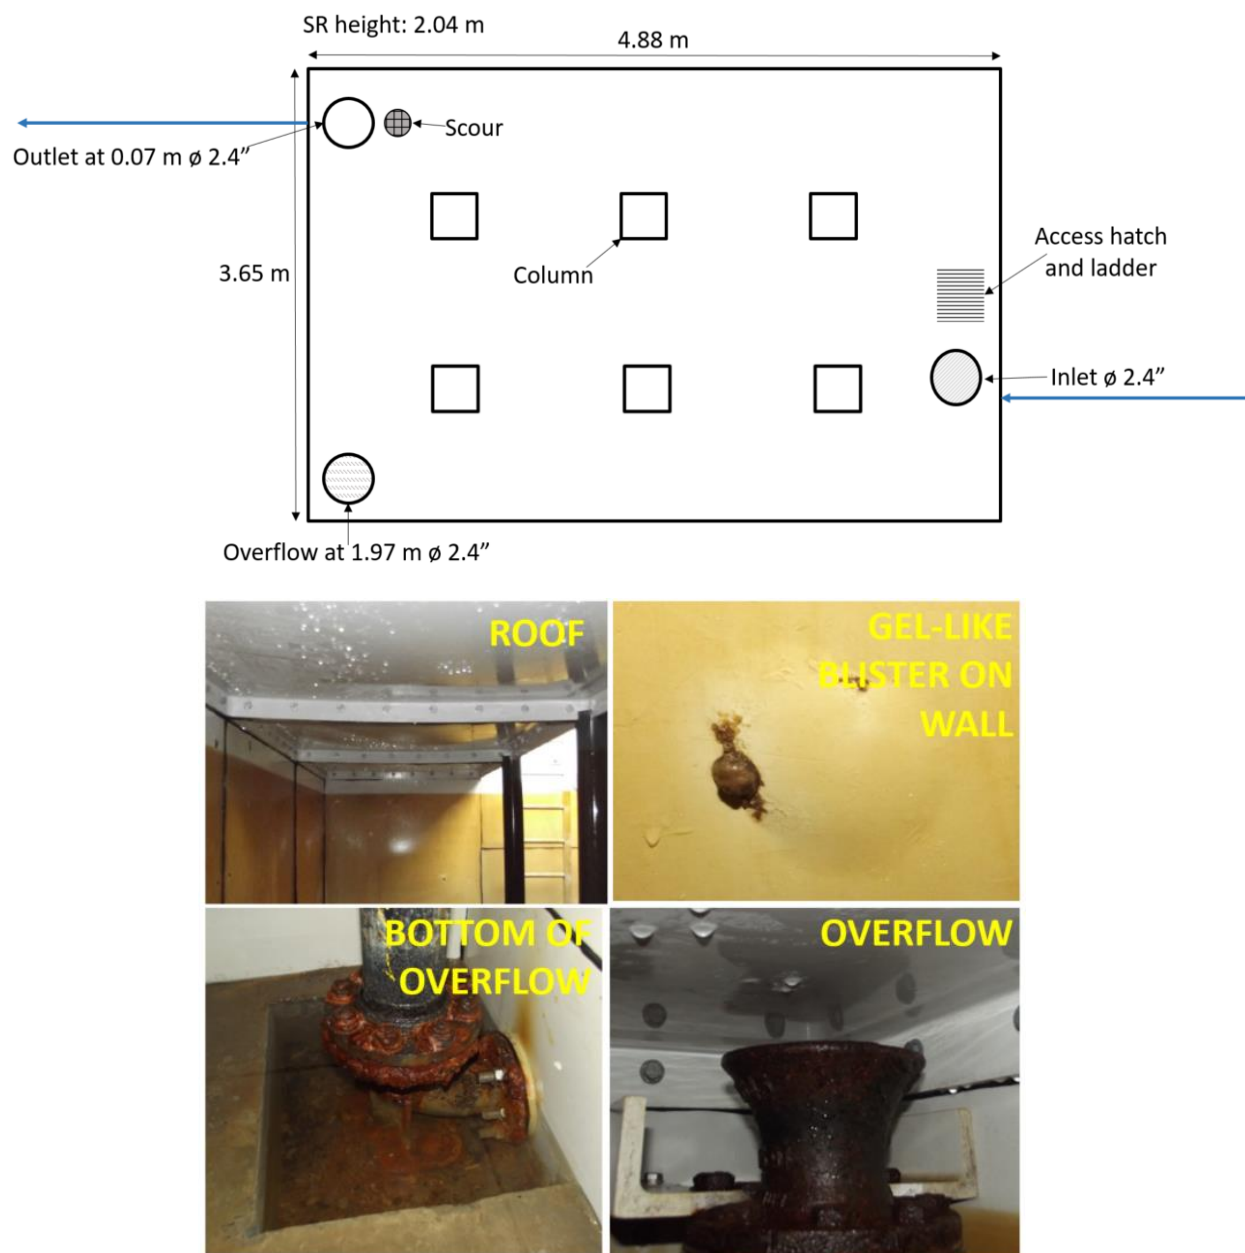 SR height: 2.04 m
4.88 m
Scour
Outlet at 0.07 m ø 2.4”
Access hatch
and ladder
Column
3.65 m
Inlet ø 2.4”
Overflow at 1.97 m ø 2.4”
ROOF
GEL-LIKE
BLISTER ON
WALL
BOTTOM OF
OVERFLOW
OVERFLOW